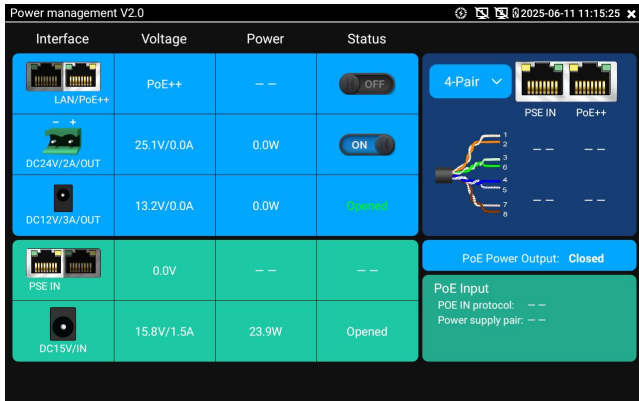 Power management V2.0
2025-06-11 11:15:25
Interface Voltage Power Status
LAN/PoE++ PoE++ — — OFF
- +
DC24V/2A/OUT 25.1V/0.0A 0.0W ON
DC12V/3A/OUT 13.2V/0.0A 0.0W Opened
PSE IN 0.0V — — — —
DC15V/IN 15.8V/1.5A 23.9W Opened
4-Pair
PSE IN PoE++
1
2
3
6
— — — —
4
5
7
8
— — — —
PoE Power Output: Closed
PoE Input
POE IN protocol: — —
Power supply pair: — —